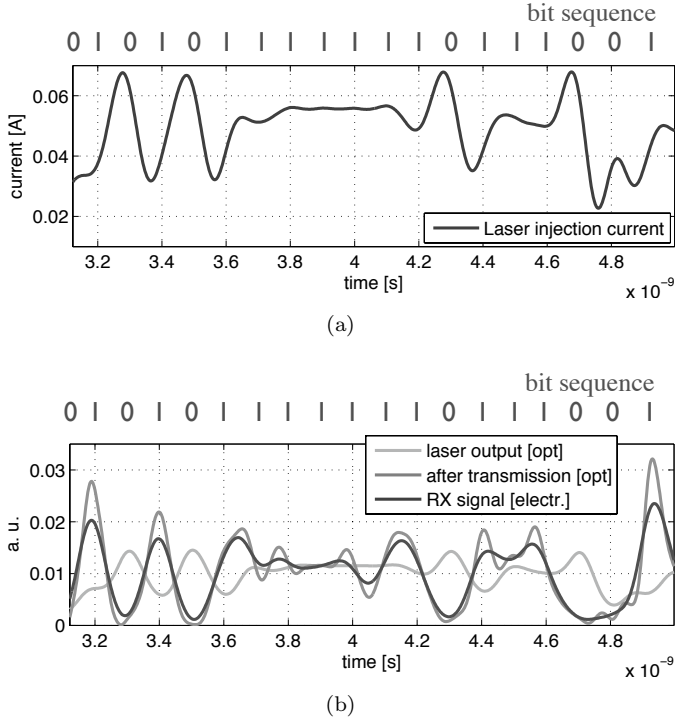 bit sequence
0 1 0 1 0 1 1 1 1 1 1 1 0 1 1 1 0 0 1
0.06
0.04
0.02
current [A]
Laser injection current
3.2 3.4 3.6 3.8 4 4.2 4.4 4.6 4.8
time [s]
x 10⁻⁹
(a)
bit sequence
0 1 0 1 0 1 1 1 1 1 1 1 0 1 1 1 0 0 1
0.03
0.02
0.01
0
a. u.
laser output [opt]
after transmission [opt]
RX signal [electr.]
3.2 3.4 3.6 3.8 4 4.2 4.4 4.6 4.8
time [s]
x 10⁻⁹
(b)